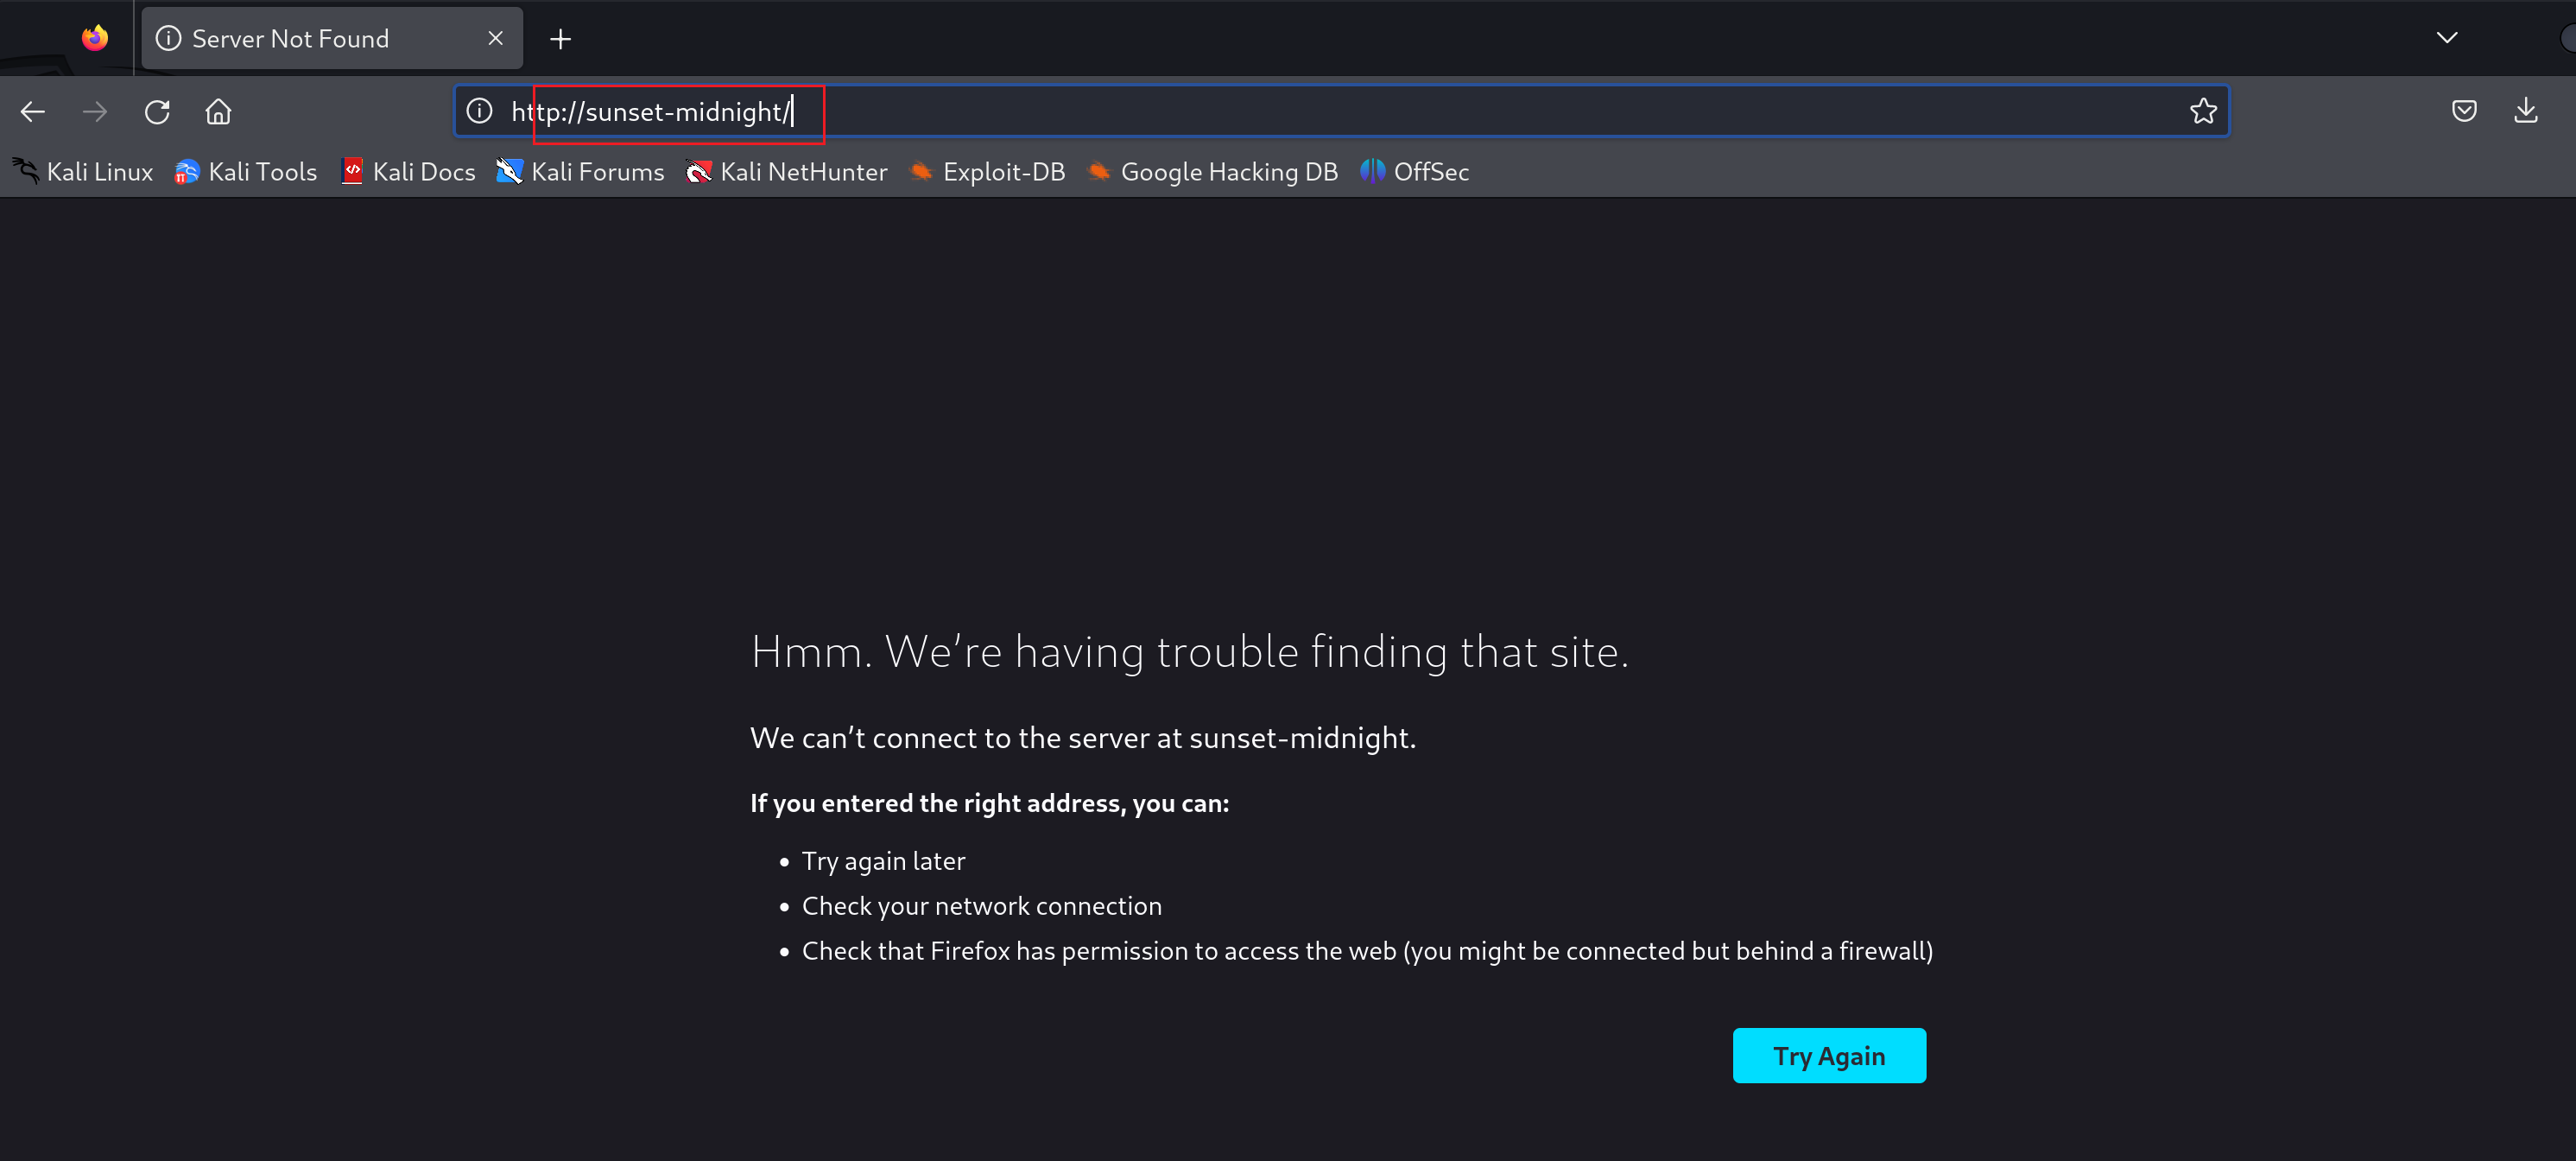 Server Not Found
http://sunset-midnight/
Kali Linux Kali Tools Kali Docs Kali Forums Kali NetHunter Exploit-DB Google Hacking DB OffSec
Hmm. We’re having trouble finding that site.
We can’t connect to the server at sunset-midnight.
If you entered the right address, you can:
Try again later
Check your network connection
Check that Firefox has permission to access the web (you might be connected but behind a firewall)
Try Again